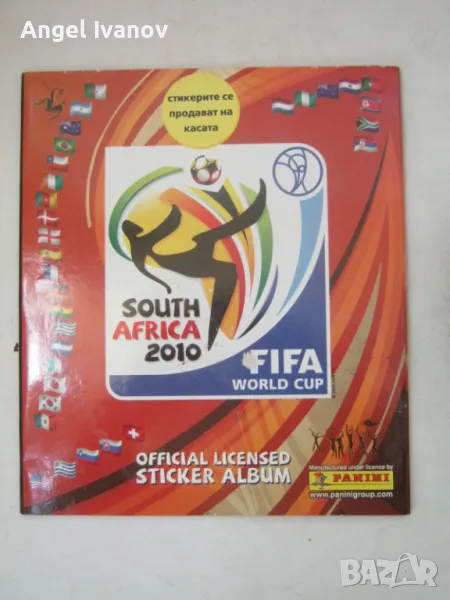 Angel Ivanov
стикерите се
продават на
касата
SOUTH
AFRICA
2010
FIFA
WORLD CUP
OFFICIAL LICENSED
STICKER ALBUM
Manufactured under licence by
PANINI
www.paninigroup.com
BAZAR